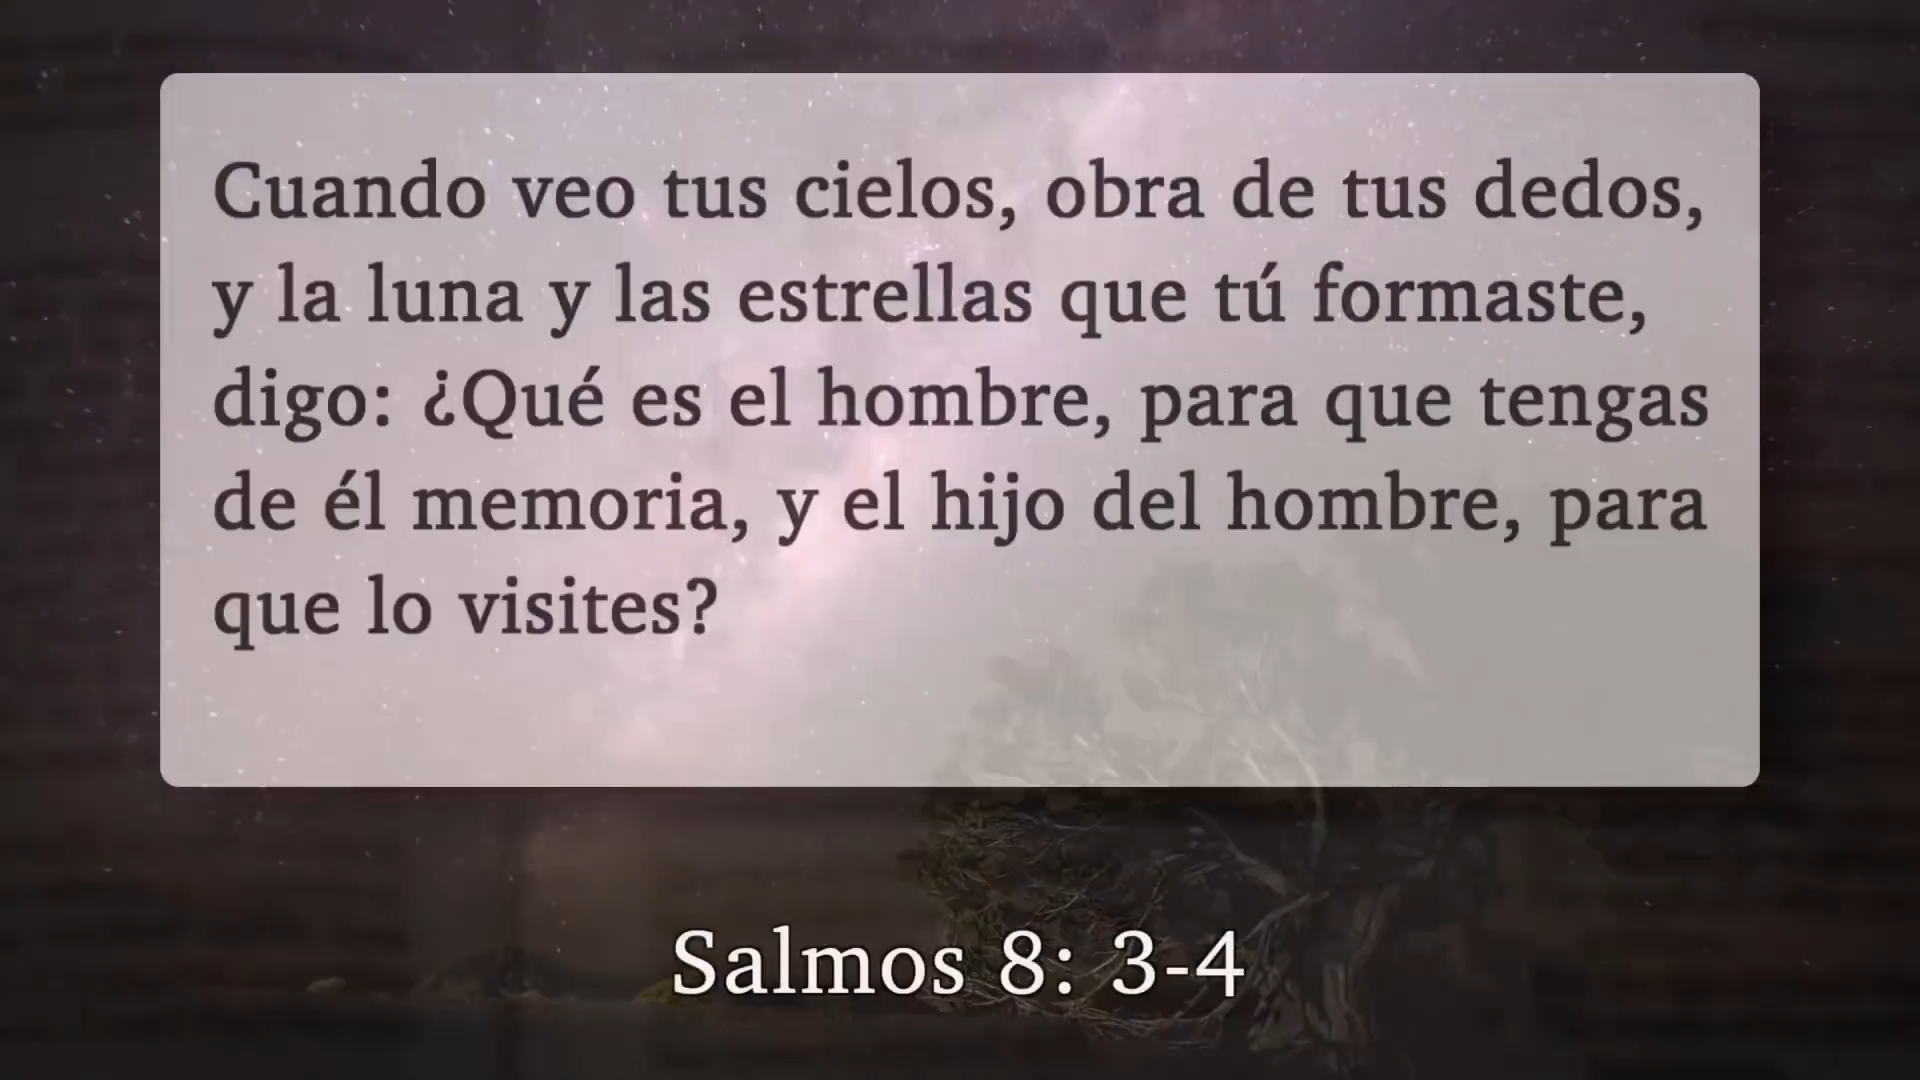 Cuando veo tus cielos, obra de tus dedos,
y la luna y las estrellas que tú formaste,
digo: ¿Qué es el hombre, para que tengas
de él memoria, y el hijo del hombre, para
que lo visites?
Salmos 8: 3-4